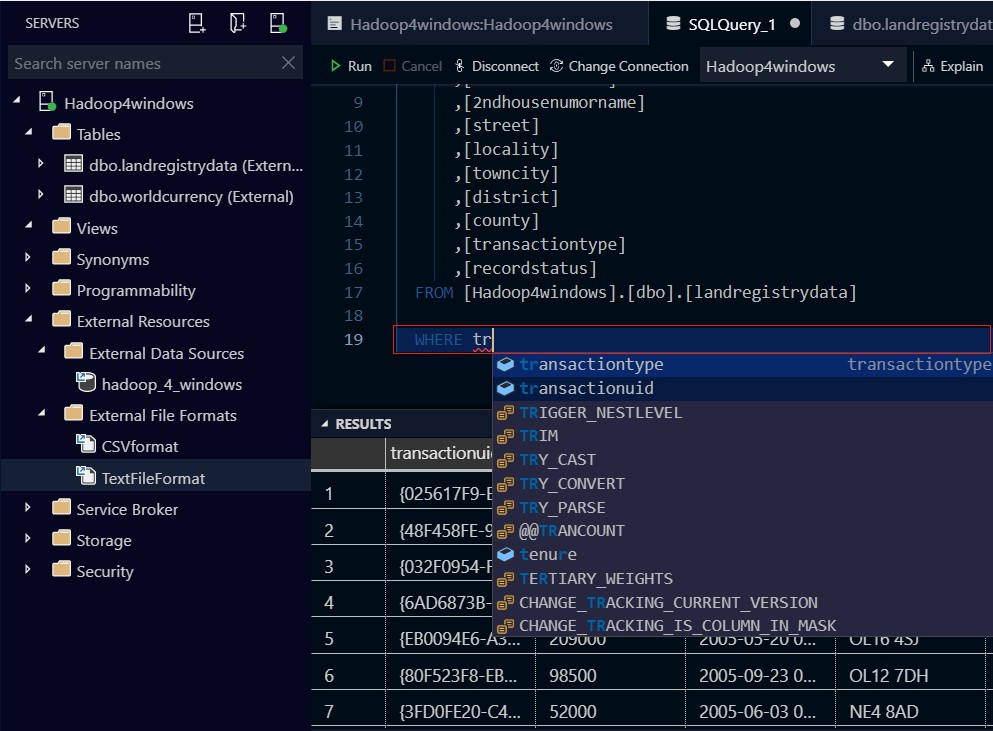 SERVERS
Search server names
Hadoop4windows
Tables
dbo.landregistrydata (Extern...
dbo.worldcurrency (External)
Views
Synonyms
Programmability
External Resources
External Data Sources
hadoop_4_windows
External File Formats
CSVformat
TextFileFormat
Service Broker
Storage
Security
Hadoop4windows:Hadoop4windows
SQLQuery_1
dbo.landregistrydat
Run Cancel Disconnect Change Connection Hadoop4windows Explain
9 ,[2ndhousenumorname]
10 ,[street]
11 ,[locality]
12 ,[towncity]
13 ,[district]
14 ,[county]
15 ,[transactiontype]
16 ,[recordstatus]
17 FROM [Hadoop4windows].[dbo].[landregistrydata]
18
19 WHERE tr
transactiontype transactiontype
transactionuid
TRIGGER_NESTLEVEL
TRIM
TRY_CAST
TRY_CONVERT
TRY_PARSE
@@TRANCOUNT
tenure
TERTIARY_WEIGHTS
CHANGE_TRACKING_CURRENT_VERSION
CHANGE_TRACKING_IS_COLUMN_IN_MASK
RESULTS
transactionui
1 {025617F9-E
2 {48F458FE-9
3 {032F0954-F
4 {6AD6873B-
5 {EB0094E6-A3... 209000 2005-05-20 0... OL16 4SJ
6 {80F523F8-EB... 98500 2005-09-23 0... OL12 7DH
7 {3FD0FE20-C4... 52000 2005-06-03 0... NE4 8AD